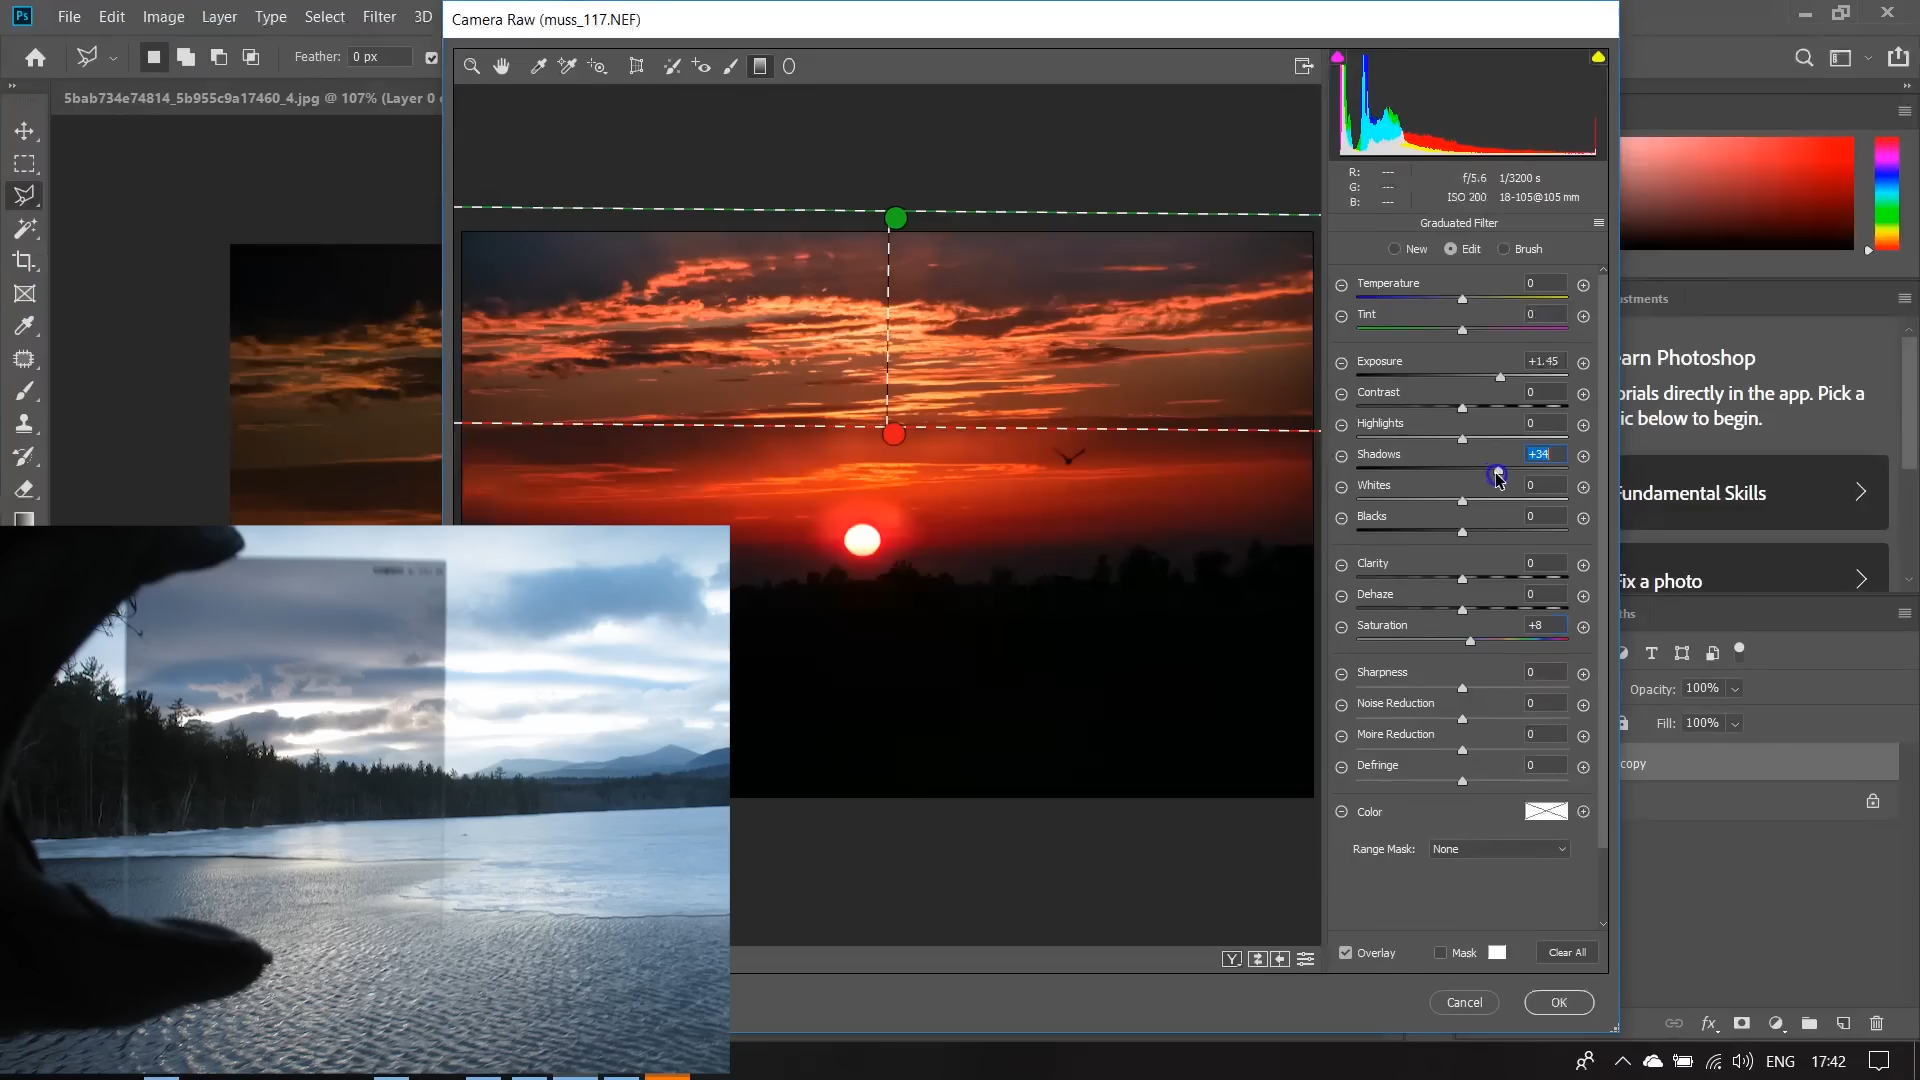 Ps File Edit Image Layer Type Select Filter 3D
Camera Raw (muss_117.NEF)
Feather: 0 px
5bab734e74814_5b955c9a17460_4.jpg @ 107% (Layer 0 c
R: ---
G: ---
B: ---
f/5.6 1/3200 s
ISO 200 18-105@105 mm
Graduated Filter
New Edit Brush
Temperature 0
Tint 0
Exposure +1.45
Contrast 0
Highlights 0
Shadows +34
Whites 0
Blacks 0
Clarity 0
Dehaze 0
Saturation +8
Sharpness 0
Noise Reduction 0
Moire Reduction 0
Defringe 0
Color
Range Mask: None
Overlay Mask Clear All
Y
Cancel OK
ustments
earn Photoshop
orials directly in the app. Pick a
ic below to begin.
Fundamental Skills
Fix a photo
ths
T
Opacity: 100%
Fill: 100%
copy
fx
ENG 17:42